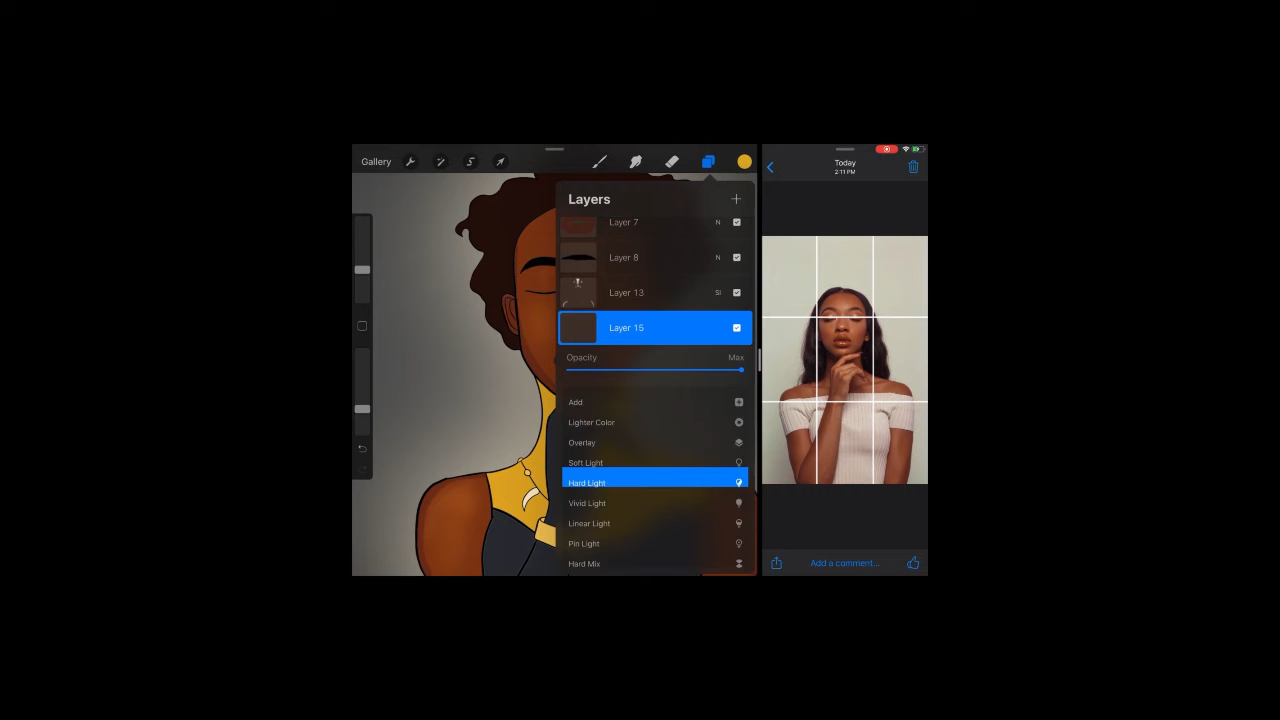 Gallery
Layers
Layer 7 N
Layer 8 N
Layer 13 Sl
Layer 15
Opacity Max
Add
Lighter Color
Overlay
Soft Light
Hard Light
Vivid Light
Linear Light
Pin Light
Hard Mix
Today
2:11 PM
Add a comment...